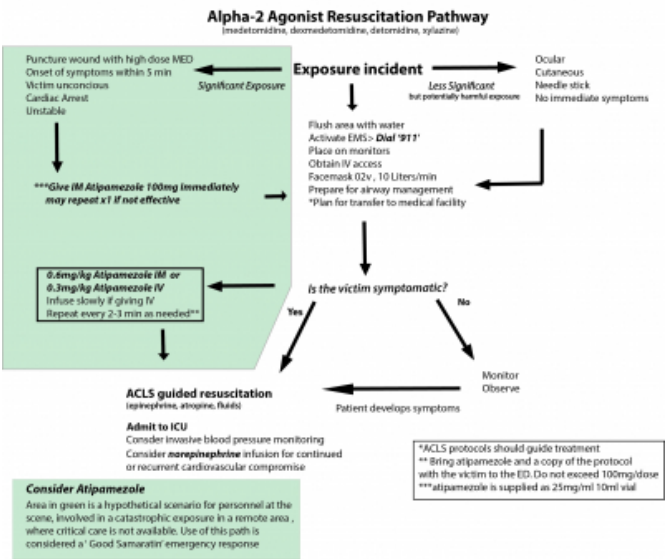 Alpha-2 Agonist Resuscitation Pathway
(medetomidine, dexmedetomidine, detomidine, xylazine)
Puncture wound with high dose MED
Onset of symptoms within 5 min
Victim unconcious
Cardiac Arrest
Unstable
Significant Exposure
Exposure incident
Less Significant
but potentially harmful exposure
Ocular
Cutaneous
Needle stick
No immediate symptoms
Flush area with water
Activate EMS> Dial '911'
Place on monitors
Obtain IV access
Facemask 02v , 10 Liters/min
Prepare for airway management
*Plan for transfer to medical facility
***Give IM Atipamezole 100mg Immediately
may repeat x1 if not effective
0.6mg/kg Atipamezole IM or
0.3mg/kg Atipamezole IV
Infuse slowly if giving IV
Repeat every 2-3 min as needed**
Is the victim symptomatic?
Yes
No
Monitor
Observe
Patient develops symptoms
ACLS guided resuscitation
(epinephrine, atropine, fluids)
Admit to ICU
Consder invasive blood pressure monitoring
Consider norepinephrine infusion for continued
or recurrent cardiovascular compromise
*ACLS protocols should guide treatment
** Bring atipamezole and a copy of the protocol
with the victim to the ED. Do not exceed 100mg/dose
***atipamezole is supplied as 25mg/ml 10ml vial
Consider Atipamezole
Area in green is a hypothetical scenario for personnel at the
scene, involved in a catastrophic exposure in a remote area ,
where critical care is not available. Use of this path is
considered a ' Good Samaratin' emergency response